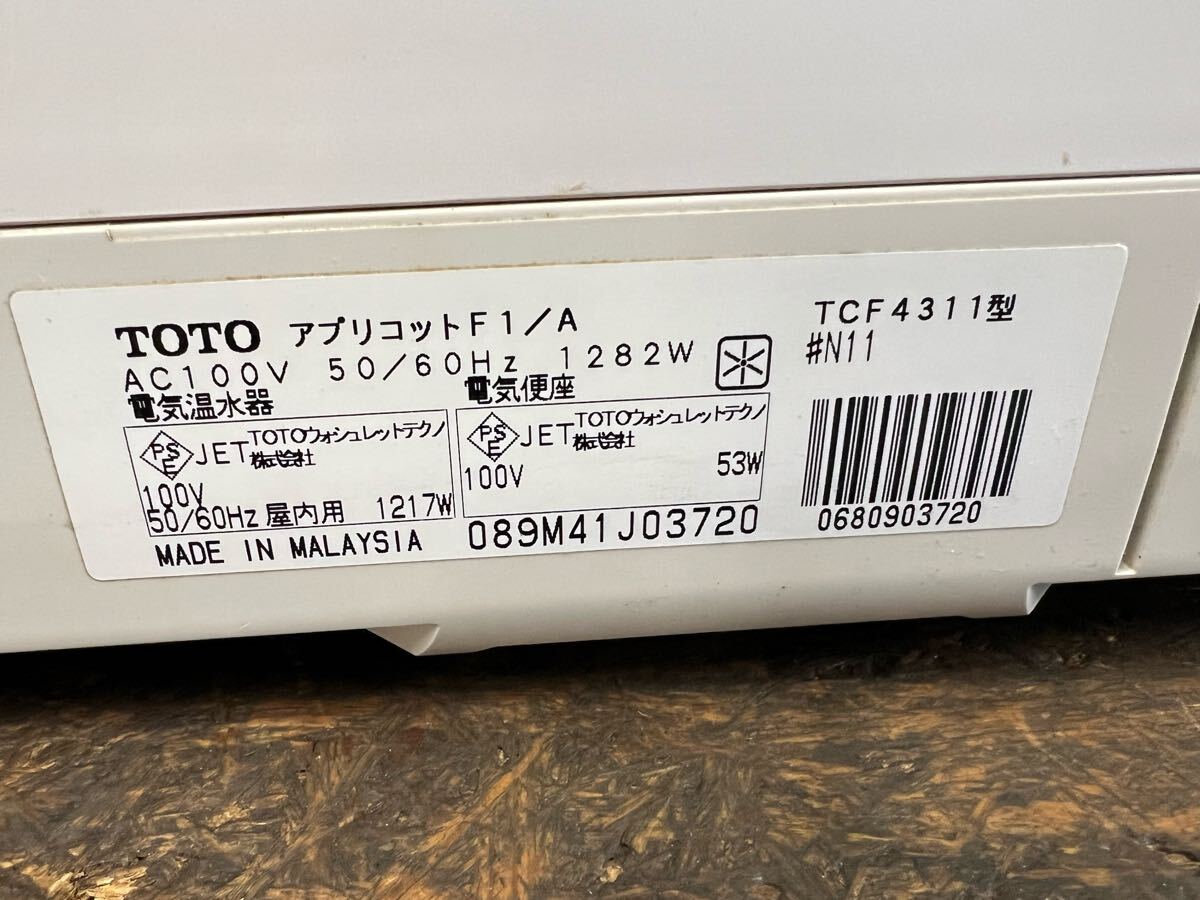 TOTO アプリコットF1/A
AC100V 50/60Hz 1282W
電気温水器
電気便座
PSE JET TOTOウォシュレットテクノ
株式会社
100V
50/60Hz 屋内用 1217W
PSE JET TOTOウォシュレットテクノ
株式会社
100V 53W
MADE IN MALAYSIA 089M41J03720
TCF4311型
#N11
0680903720